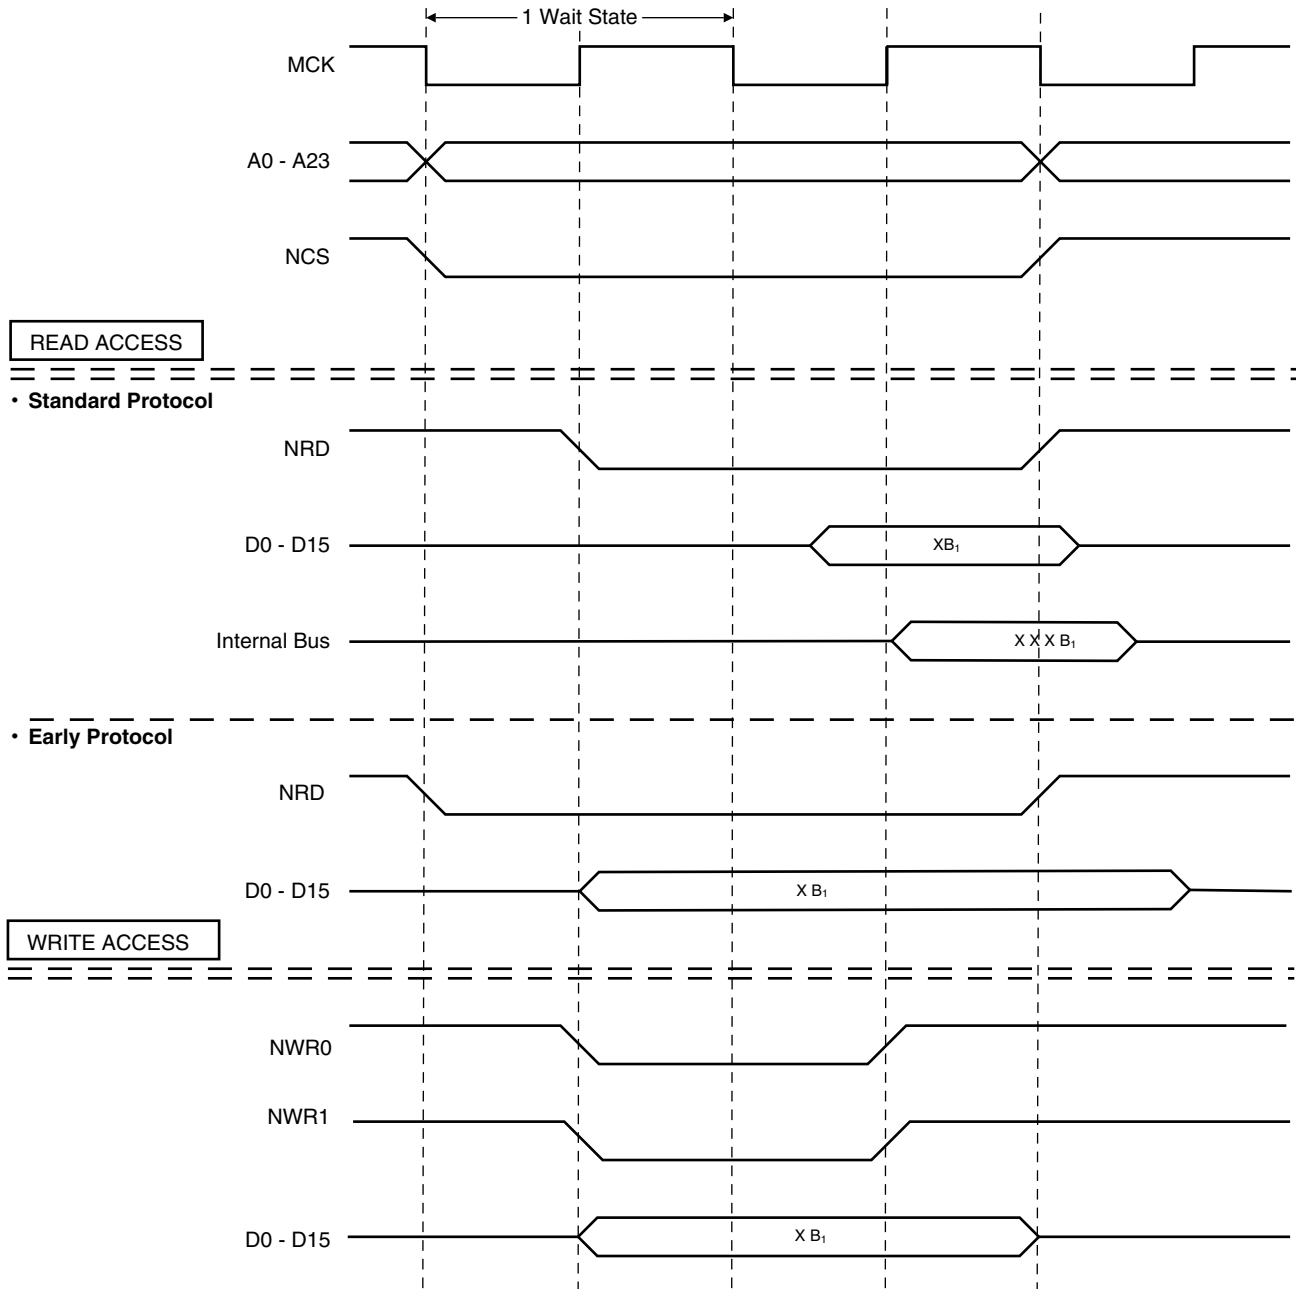 1 Wait State
MCK
A0 - A23
NCS
READ ACCESS
• Standard Protocol
NRD
D0 - D15
XB₁
Internal Bus
X X X B₁
• Early Protocol
NRD
D0 - D15
X B₁
WRITE ACCESS
NWR0
NWR1
D0 - D15
X B₁